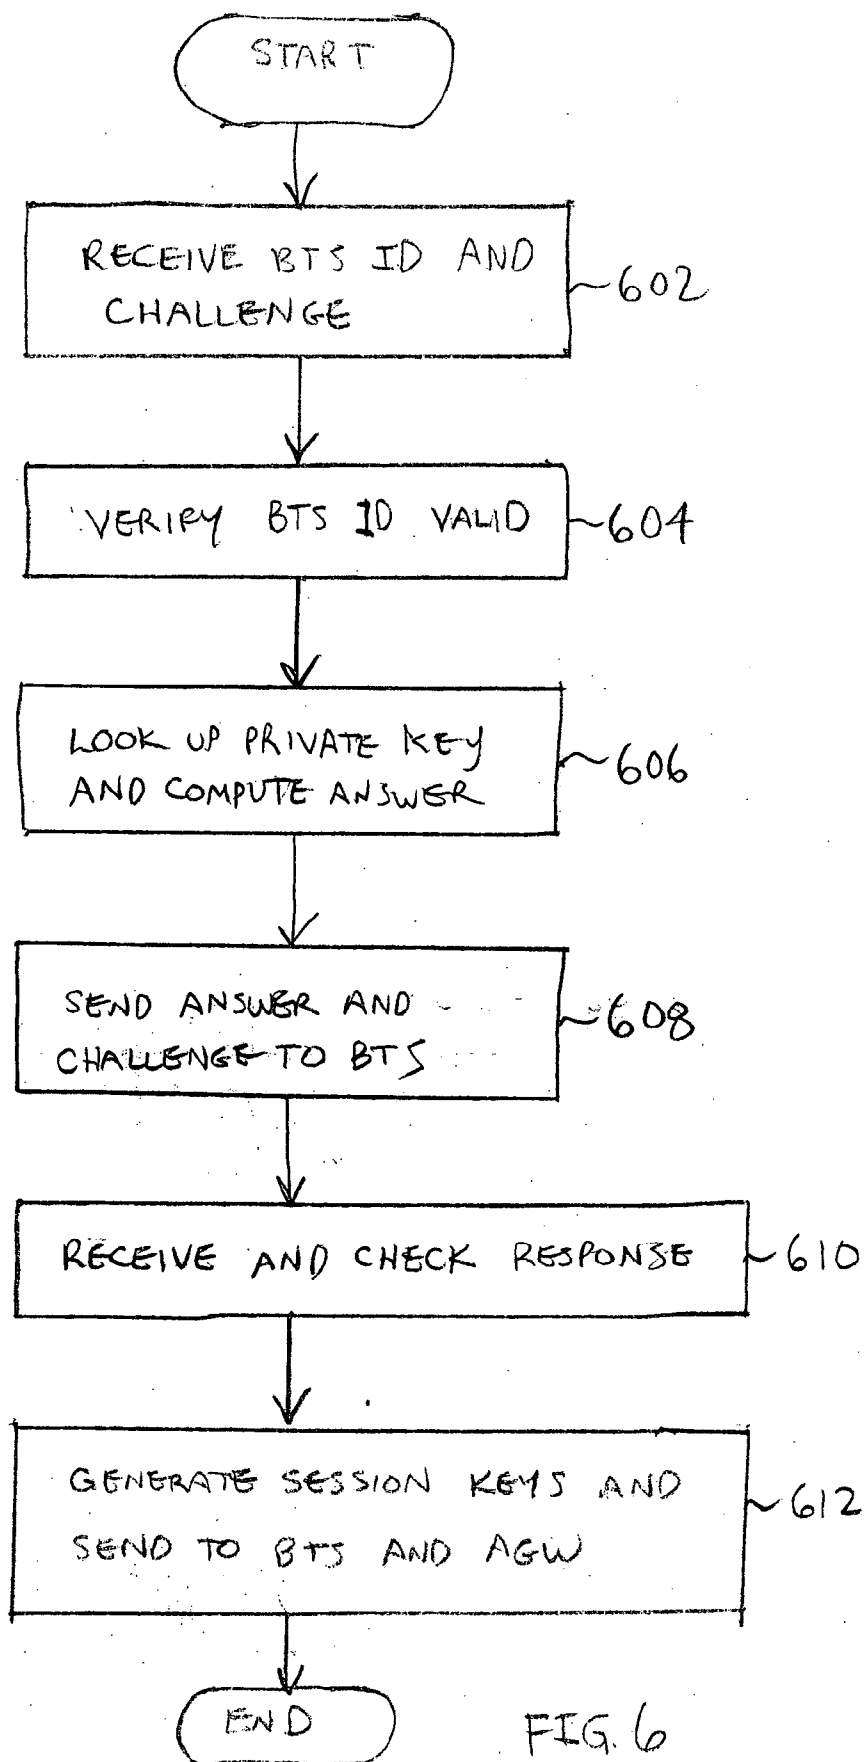 START
RECEIVE BTS ID AND
CHALLENGE
602
VERIFY BTS ID VALID
604
LOOK UP PRIVATE KEY
AND COMPUTE ANSWER
606
SEND ANSWER AND
CHALLENGE TO BTS
608
RECEIVE AND CHECK RESPONSE
610
GENERATE SESSION KEYS AND
SEND TO BTS AND AGW
612
END
FIG. 6